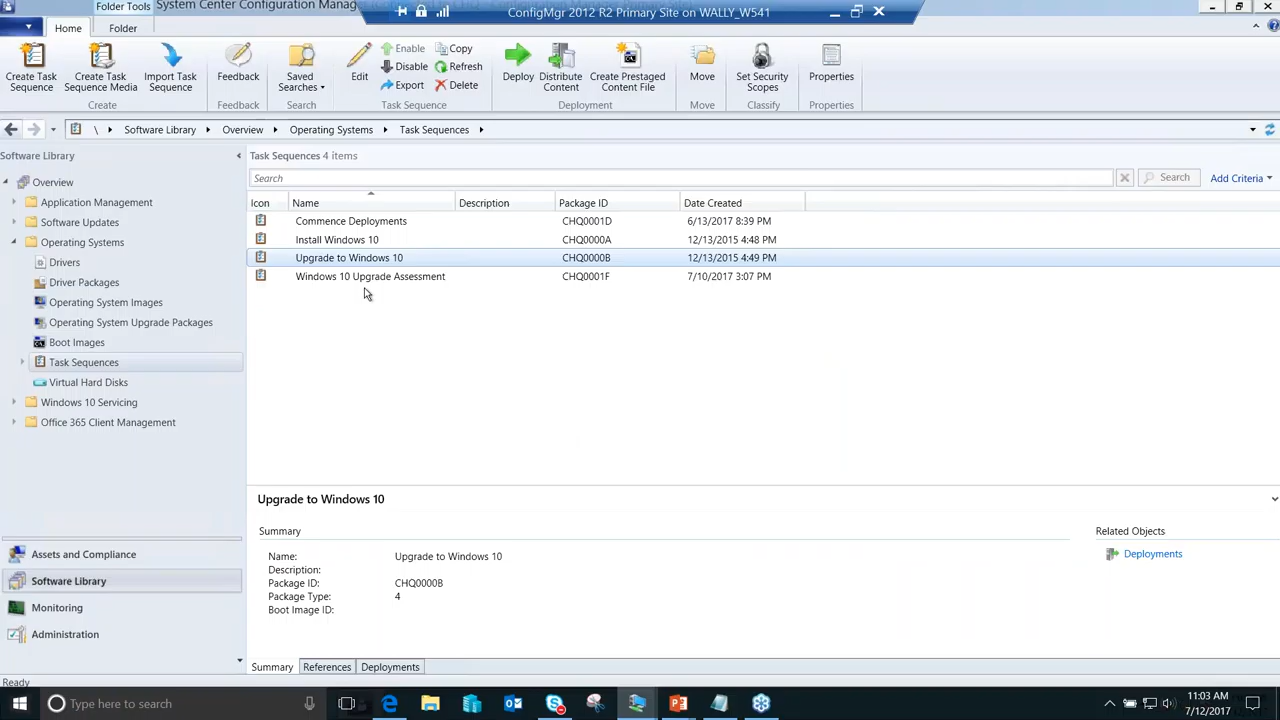 Folder Tools
System Center Configuration Manag
ConfigMgr 2012 R2 Primary Site on WALLY_W541
Home
Folder
Create Task Sequence
Create Task Sequence Media
Import Task Sequence
Create
Feedback
Feedback
Saved Searches
Search
Edit
Enable
Disable
Export
Copy
Refresh
Delete
Task Sequence
Deploy
Distribute Content
Create Prestaged Content File
Deployment
Move
Move
Set Security Scopes
Classify
Properties
Properties
\ Software Library Overview Operating Systems Task Sequences
Software Library
Overview
Application Management
Software Updates
Operating Systems
Drivers
Driver Packages
Operating System Images
Operating System Upgrade Packages
Boot Images
Task Sequences
Virtual Hard Disks
Windows 10 Servicing
Office 365 Client Management
Assets and Compliance
Software Library
Monitoring
Administration
Task Sequences 4 items
Search
Search
Add Criteria
Icon Name Description Package ID Date Created
Commence Deployments CHQ0001D 6/13/2017 8:39 PM
Install Windows 10 CHQ0000A 12/13/2015 4:48 PM
Upgrade to Windows 10 CHQ0000B 12/13/2015 4:49 PM
Windows 10 Upgrade Assessment CHQ0001F 7/10/2017 3:07 PM
Upgrade to Windows 10
Summary
Name: Upgrade to Windows 10
Description:
Package ID: CHQ0000B
Package Type: 4
Boot Image ID:
Related Objects
Deployments
Summary References Deployments
Ready
Type here to search
11:03 AM
7/12/2017